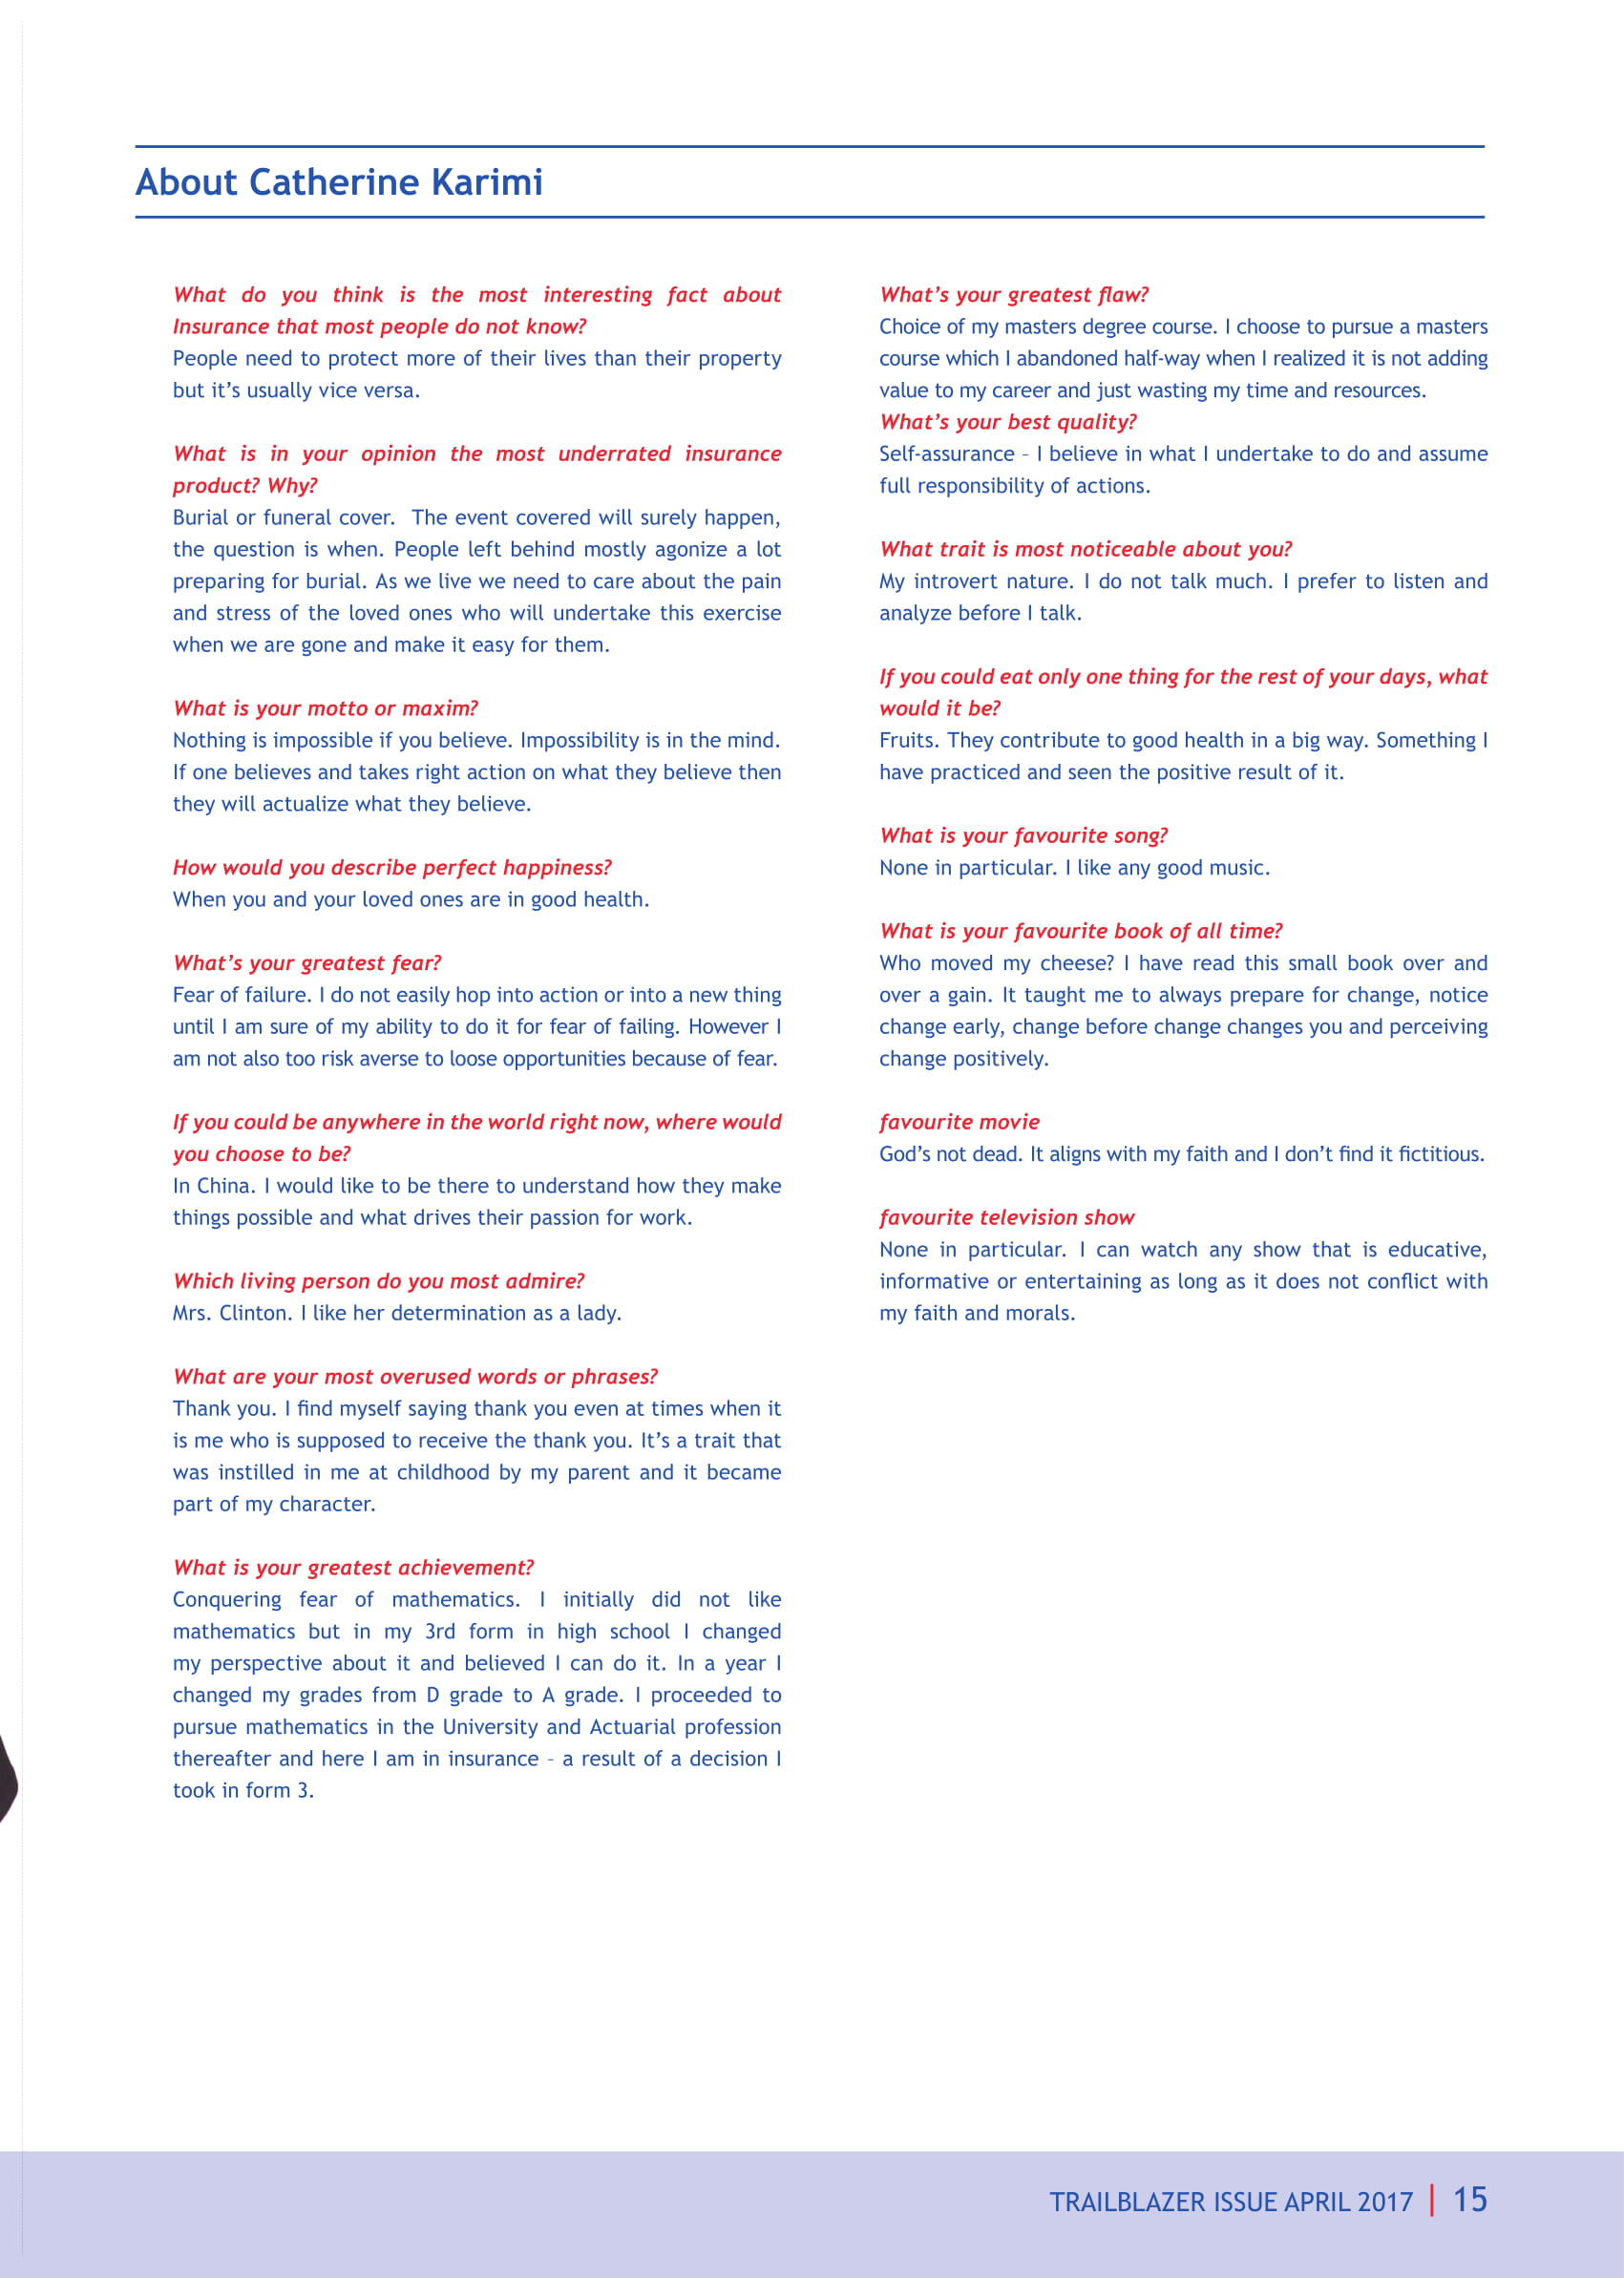 About Catherine Karimi
What do you think is the most interesting fact about
Insurance that most people do not know?
People need to protect more of their lives than their property
but it’s usually vice versa.
What is in your opinion the most underrated insurance
product? Why?
Burial or funeral cover.  The event covered will surely happen,
the question is when. People left behind mostly agonize a lot
preparing for burial. As we live we need to care about the pain
and stress of the loved ones who will undertake this exercise
when we are gone and make it easy for them.
What is your motto or maxim?
Nothing is impossible if you believe. Impossibility is in the mind.
If one believes and takes right action on what they believe then
they will actualize what they believe.
How would you describe perfect happiness?
When you and your loved ones are in good health.
What’s your greatest fear?
Fear of failure. I do not easily hop into action or into a new thing
until I am sure of my ability to do it for fear of failing. However I
am not also too risk averse to loose opportunities because of fear.
If you could be anywhere in the world right now, where would
you choose to be?
In China. I would like to be there to understand how they make
things possible and what drives their passion for work.
Which living person do you most admire?
Mrs. Clinton. I like her determination as a lady.
What are your most overused words or phrases?
Thank you. I find myself saying thank you even at times when it
is me who is supposed to receive the thank you. It’s a trait that
was instilled in me at childhood by my parent and it became
part of my character.
What is your greatest achievement?
Conquering fear of mathematics. I initially did not like
mathematics but in my 3rd form in high school I changed
my perspective about it and believed I can do it. In a year I
changed my grades from D grade to A grade. I proceeded to
pursue mathematics in the University and Actuarial profession
thereafter and here I am in insurance – a result of a decision I
took in form 3.
What’s your greatest flaw?
Choice of my masters degree course. I choose to pursue a masters
course which I abandoned half-way when I realized it is not adding
value to my career and just wasting my time and resources.
What’s your best quality?
Self-assurance – I believe in what I undertake to do and assume
full responsibility of actions.
What trait is most noticeable about you?
My introvert nature. I do not talk much. I prefer to listen and
analyze before I talk.
If you could eat only one thing for the rest of your days, what
would it be?
Fruits. They contribute to good health in a big way. Something I
have practiced and seen the positive result of it.
What is your favourite song?
None in particular. I like any good music.
What is your favourite book of all time?
Who moved my cheese? I have read this small book over and
over a gain. It taught me to always prepare for change, notice
change early, change before change changes you and perceiving
change positively.
favourite movie
God’s not dead. It aligns with my faith and I don’t find it fictitious.
favourite television show
None in particular. I can watch any show that is educative,
informative or entertaining as long as it does not conflict with
my faith and morals.
TRAILBLAZER ISSUE APRIL 2017 | 15